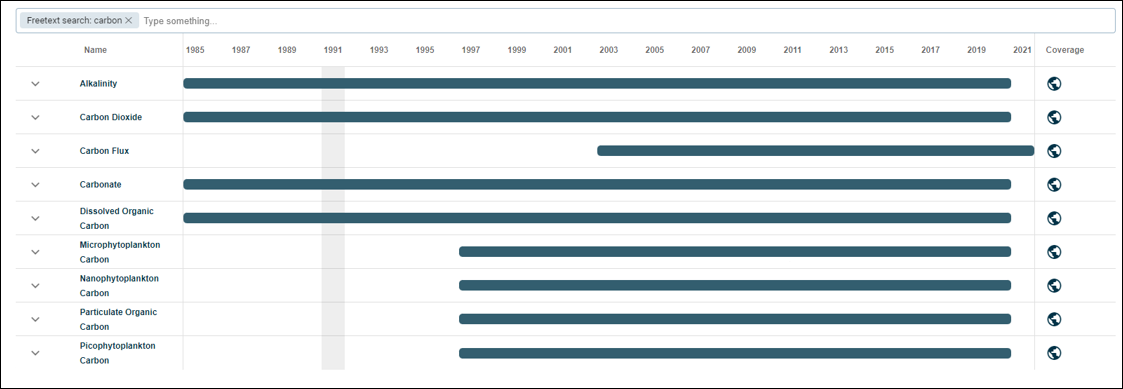 Freetext search: carbon × Type something...
Name 1985 1987 1989 1991 1993 1995 1997 1999 2001 2003 2005 2007 2009 2011 2013 2015 2017 2019 2021 Coverage
Alkalinity
Carbon Dioxide
Carbon Flux
Carbonate
Dissolved Organic
Carbon
Microphytoplankton
Carbon
Nanophytoplankton
Carbon
Particulate Organic
Carbon
Picophytoplankton
Carbon